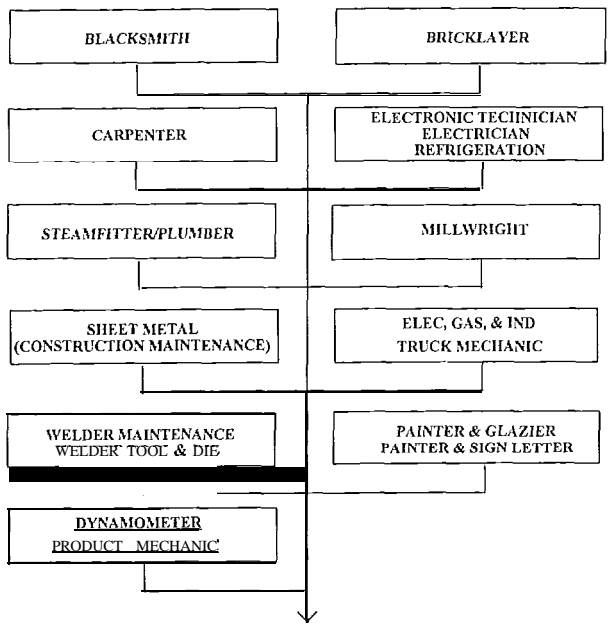 BLACKSMITH
BRICKLAYER
CARPENTER
ELECTRONIC TECHNICIAN
ELECTRICIAN
REFRIGERATION
STEAMFITTER/PLUMBER
MILLWRIGHT
SHEET METAL
(CONSTRUCTION MAINTENANCE)
ELEC, GAS, & IND
TRUCK MECHANIC
WELDER MAINTENANCE
WELDER TOOL & DIE
PAINTER & GLAZIER
PAINTER & SIGN LETTER
DYNAMOMETER
PRODUCT MECHANIC